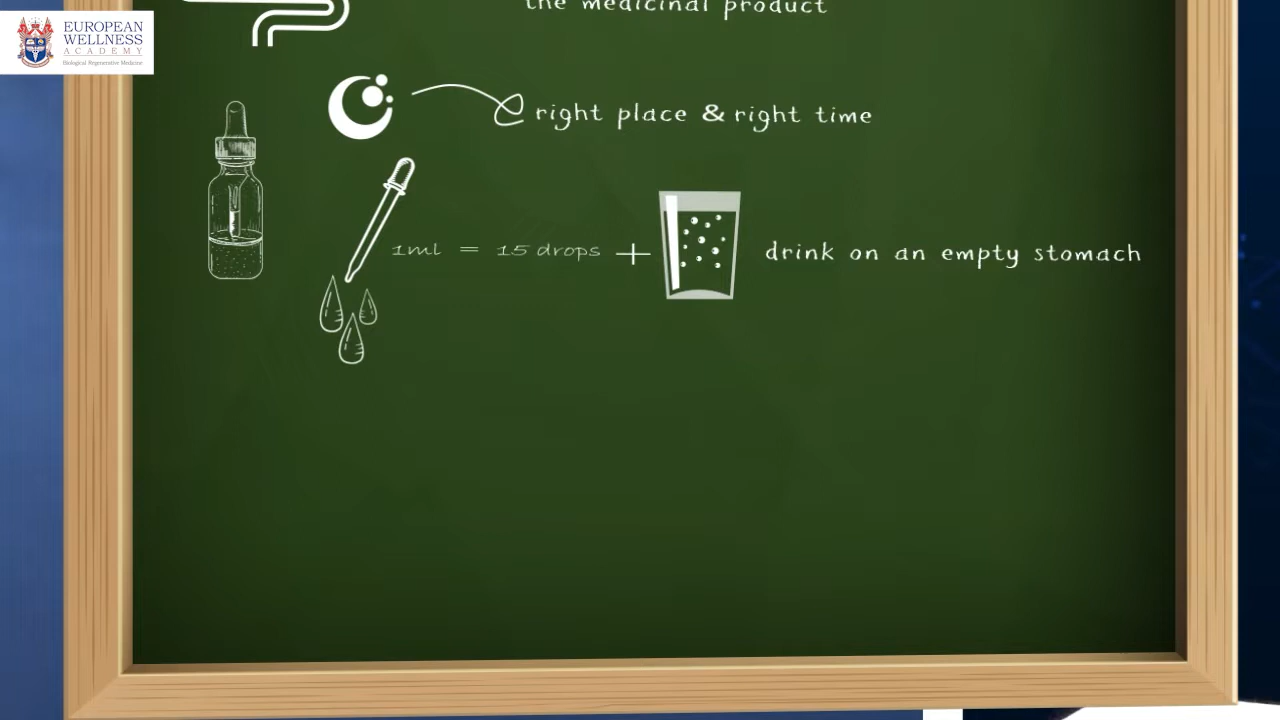 EUROPEAN
WELLNESS
ACADEMY
Biological Regenerative Medicine
the medicinal product
right place & right time
1ml = 15 drops +
drink on an empty stomach